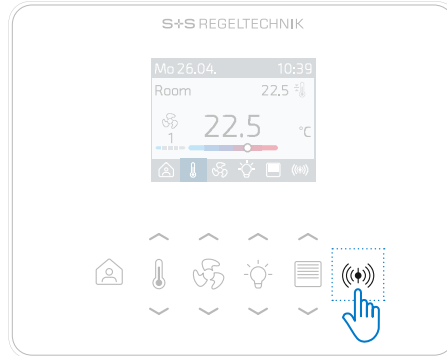 S+S REGELTECHNIK
Mo 26.04. 10:39
Room 22.5
22.5 °C
1